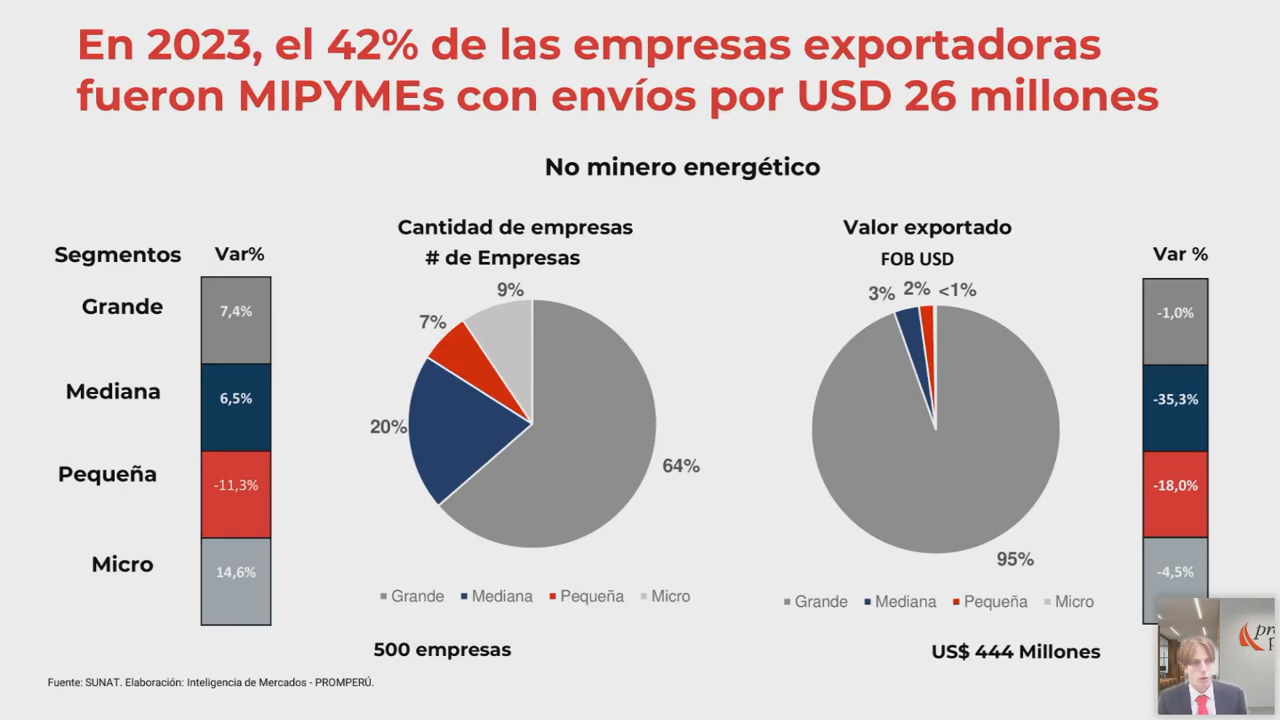 En 2023, el 42% de las empresas exportadoras
fueron MIPYMEs con envíos por USD 26 millones
No minero energético
Segmentos
Var%
Grande
7,4%
Mediana
6,5%
Pequeña
-11,3%
Micro
14,6%
Cantidad de empresas
# de Empresas
9%
7%
20%
64%
Grande Mediana Pequeña Micro
500 empresas
Valor exportado
FOB USD
3% 2% <1%
95%
Grande Mediana Pequeña Micro
US$ 444 Millones
Var %
-1,0%
-35,3%
-18,0%
-4,5%
Fuente: SUNAT. Elaboración: Inteligencia de Mercados - PROMPERÚ.